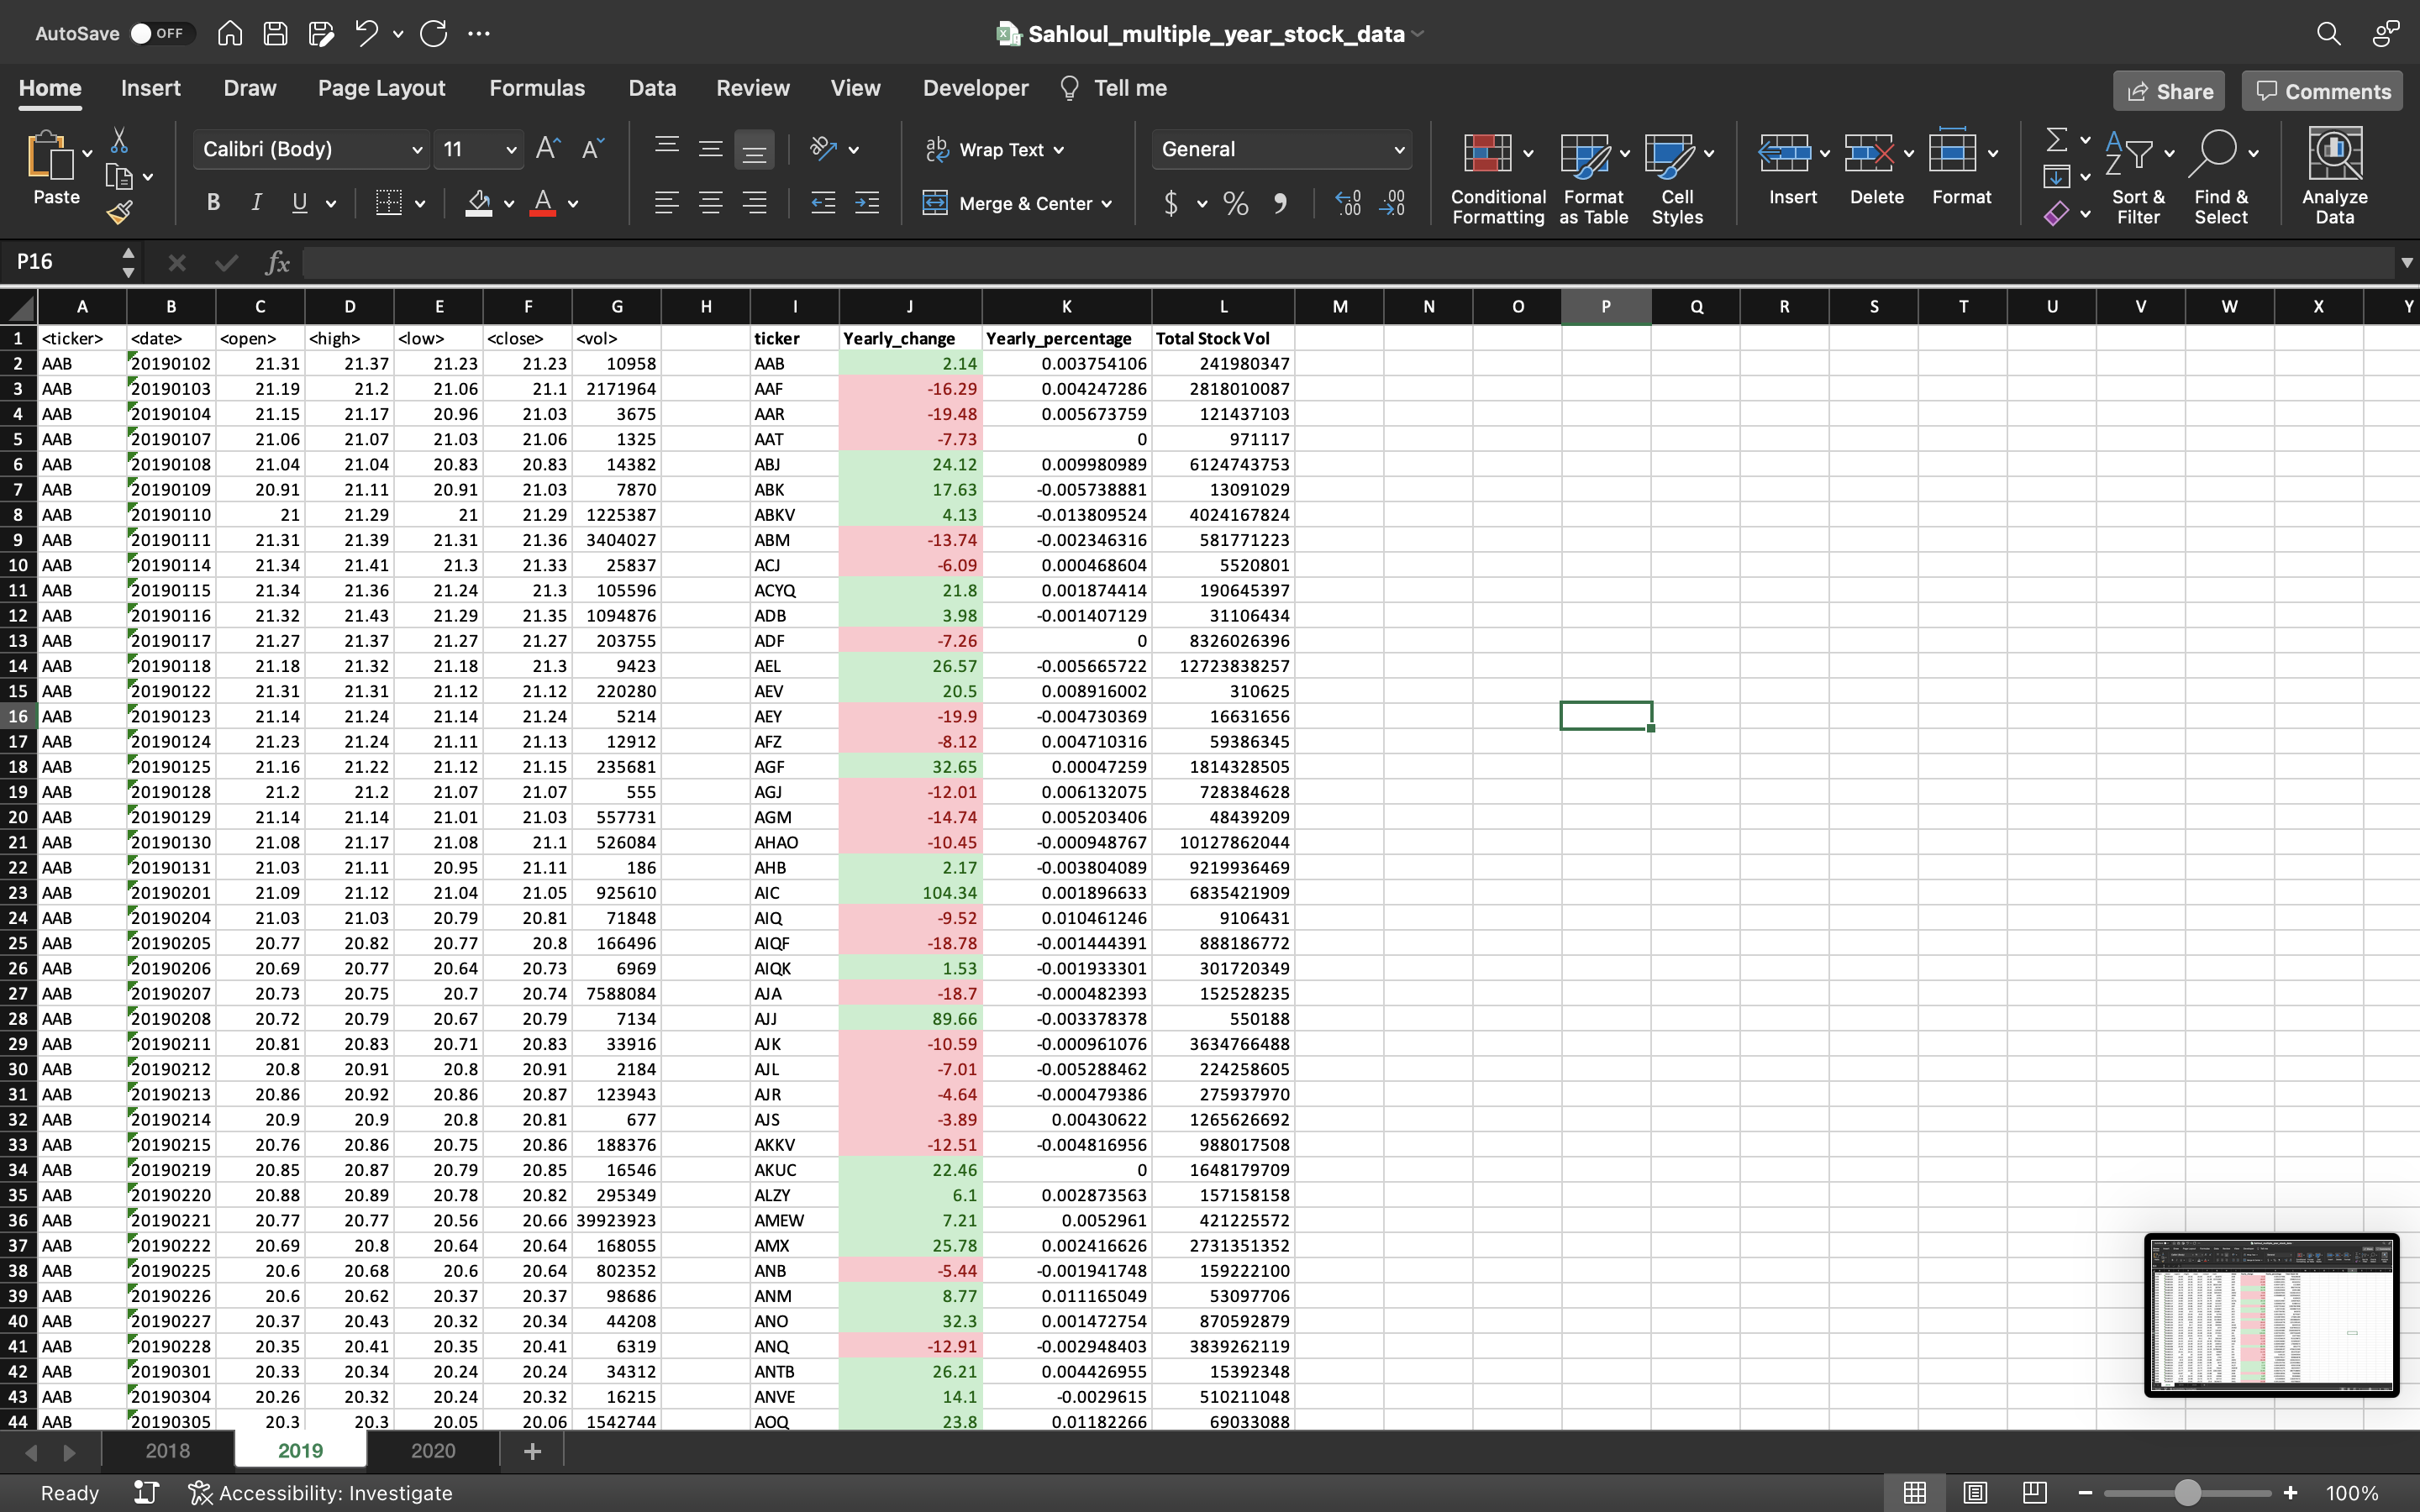 AutoSave OFF Sahloul_multiple_year_stock_data
Home Insert Draw Page Layout Formulas Data Review View Developer Tell me Share Comments
Paste Calibri (Body) 11 A^ A˅ Wrap Text General Conditional Formatting Format as Table Cell Styles Insert Delete Format Sort & Filter Find & Select Analyze Data
B I U A Merge & Center $ % 9 .00 .00
P16 fx
A B C D E F G H I J K L M N O P Q R S T U V W X Y
1 <ticker> <date> <open> <high> <low> <close> <vol> ticker Yearly_change Yearly_percentage Total Stock Vol
2 AAB 20190102 21.31 21.37 21.23 21.23 10958 AAB 2.14 0.003754106 241980347
3 AAB 20190103 21.19 21.2 21.06 21.1 2171964 AAF -16.29 0.004247286 2818010087
4 AAB 20190104 21.15 21.17 20.96 21.03 3675 AAR -19.48 0.005673759 121437103
5 AAB 20190107 21.06 21.07 21.03 21.06 1325 AAT -7.73 0 971117
6 AAB 20190108 21.04 21.04 20.83 20.83 14382 ABJ 24.12 0.009980989 6124743753
7 AAB 20190109 20.91 21.11 20.91 21.03 7870 ABK 17.63 -0.005738881 13091029
8 AAB 20190110 21 21.29 21 21.29 1225387 ABKV 4.13 -0.013809524 4024167824
9 AAB 20190111 21.31 21.39 21.31 21.36 3404027 ABM -13.74 -0.002346316 581771223
10 AAB 20190114 21.34 21.41 21.3 21.33 25837 ACJ -6.09 0.000468604 5520801
11 AAB 20190115 21.34 21.36 21.24 21.3 105596 ACYQ 21.8 0.001874414 190645397
12 AAB 20190116 21.32 21.43 21.29 21.35 1094876 ADB 3.98 -0.001407129 31106434
13 AAB 20190117 21.27 21.37 21.27 21.27 203755 ADF -7.26 0 8326026396
14 AAB 20190118 21.18 21.32 21.18 21.3 9423 AEL 26.57 -0.005665722 12723838257
15 AAB 20190122 21.31 21.31 21.12 21.12 220280 AEV 20.5 0.008916002 310625
16 AAB 20190123 21.14 21.24 21.14 21.24 5214 AEY -19.9 -0.004730369 16631656
17 AAB 20190124 21.23 21.24 21.11 21.13 12912 AFZ -8.12 0.004710316 59386345
18 AAB 20190125 21.16 21.22 21.12 21.15 235681 AGF 32.65 0.00047259 1814328505
19 AAB 20190128 21.2 21.2 21.07 21.07 555 AGJ -12.01 0.006132075 728384628
20 AAB 20190129 21.14 21.14 21.01 21.03 557731 AGM -14.74 0.005203406 48439209
21 AAB 20190130 21.08 21.17 21.08 21.1 526084 AHAO -10.45 -0.000948767 10127862044
22 AAB 20190131 21.03 21.11 20.95 21.11 186 AHB 2.17 -0.003804089 9219936469
23 AAB 20190201 21.09 21.12 21.04 21.05 925610 AIC 104.34 0.001896633 6835421909
24 AAB 20190204 21.03 21.03 20.79 20.81 71848 AIQ -9.52 0.010461246 9106431
25 AAB 20190205 20.77 20.82 20.77 20.8 166496 AIQF -18.78 -0.001444391 888186772
26 AAB 20190206 20.69 20.77 20.64 20.73 6969 AIQK 1.53 -0.001933301 301720349
27 AAB 20190207 20.73 20.75 20.7 20.74 7588084 AJA -18.7 -0.000482393 152528235
28 AAB 20190208 20.72 20.79 20.67 20.79 7134 AJJ 89.66 -0.003378378 550188
29 AAB 20190211 20.81 20.83 20.71 20.83 33916 AJK -10.59 -0.000961076 3634766488
30 AAB 20190212 20.8 20.91 20.8 20.91 2184 AJL -7.01 -0.005288462 224258605
31 AAB 20190213 20.86 20.92 20.86 20.87 123943 AJR -4.64 -0.000479386 275937970
32 AAB 20190214 20.9 20.9 20.8 20.81 677 AJS -3.89 0.00430622 1265626692
33 AAB 20190215 20.76 20.86 20.75 20.86 188376 AKKV -12.51 -0.004816956 988017508
34 AAB 20190219 20.85 20.87 20.79 20.85 16546 AKUC 22.46 0 1648179709
35 AAB 20190220 20.88 20.89 20.78 20.82 295349 ALZY 6.1 0.002873563 157158158
36 AAB 20190221 20.77 20.77 20.56 20.66 39923923 AMEW 7.21 0.0052961 421225572
37 AAB 20190222 20.69 20.8 20.64 20.64 168055 AMX 25.78 0.002416626 2731351352
38 AAB 20190225 20.6 20.68 20.6 20.64 802352 ANB -5.44 -0.001941748 159222100
39 AAB 20190226 20.6 20.62 20.37 20.37 98686 ANM 8.77 0.011165049 53097706
40 AAB 20190227 20.37 20.43 20.32 20.34 44208 ANO 32.3 0.001472754 870592879
41 AAB 20190228 20.35 20.41 20.35 20.41 6319 ANQ -12.91 -0.002948403 3839262119
42 AAB 20190301 20.33 20.34 20.24 20.24 34312 ANTB 26.21 0.004426955 15392348
43 AAB 20190304 20.26 20.32 20.24 20.32 16215 ANVE 14.1 -0.0029615 510211048
44 AAB 20190305 20.3 20.3 20.05 20.06 1542744 AOQ 23.8 0.01182266 69033088
2018 2019 2020 +
Ready Accessibility: Investigate 100%